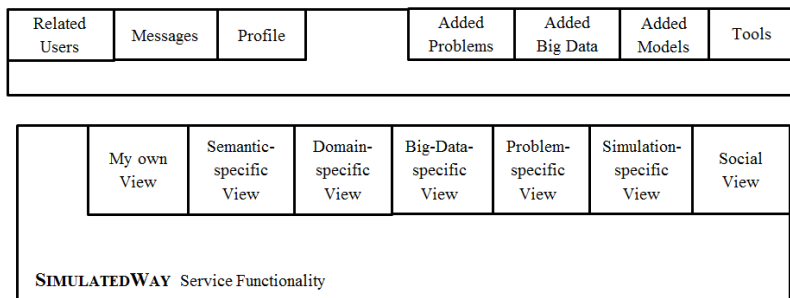 Related Users
Messages
Profile
Added Problems
Added Big Data
Added Models
Tools
My own View
Semantic-specific View
Domain-specific View
Big-Data-specific View
Problem-specific View
Simulation-specific View
Social View
SIMULATEDWAY Service Functionality